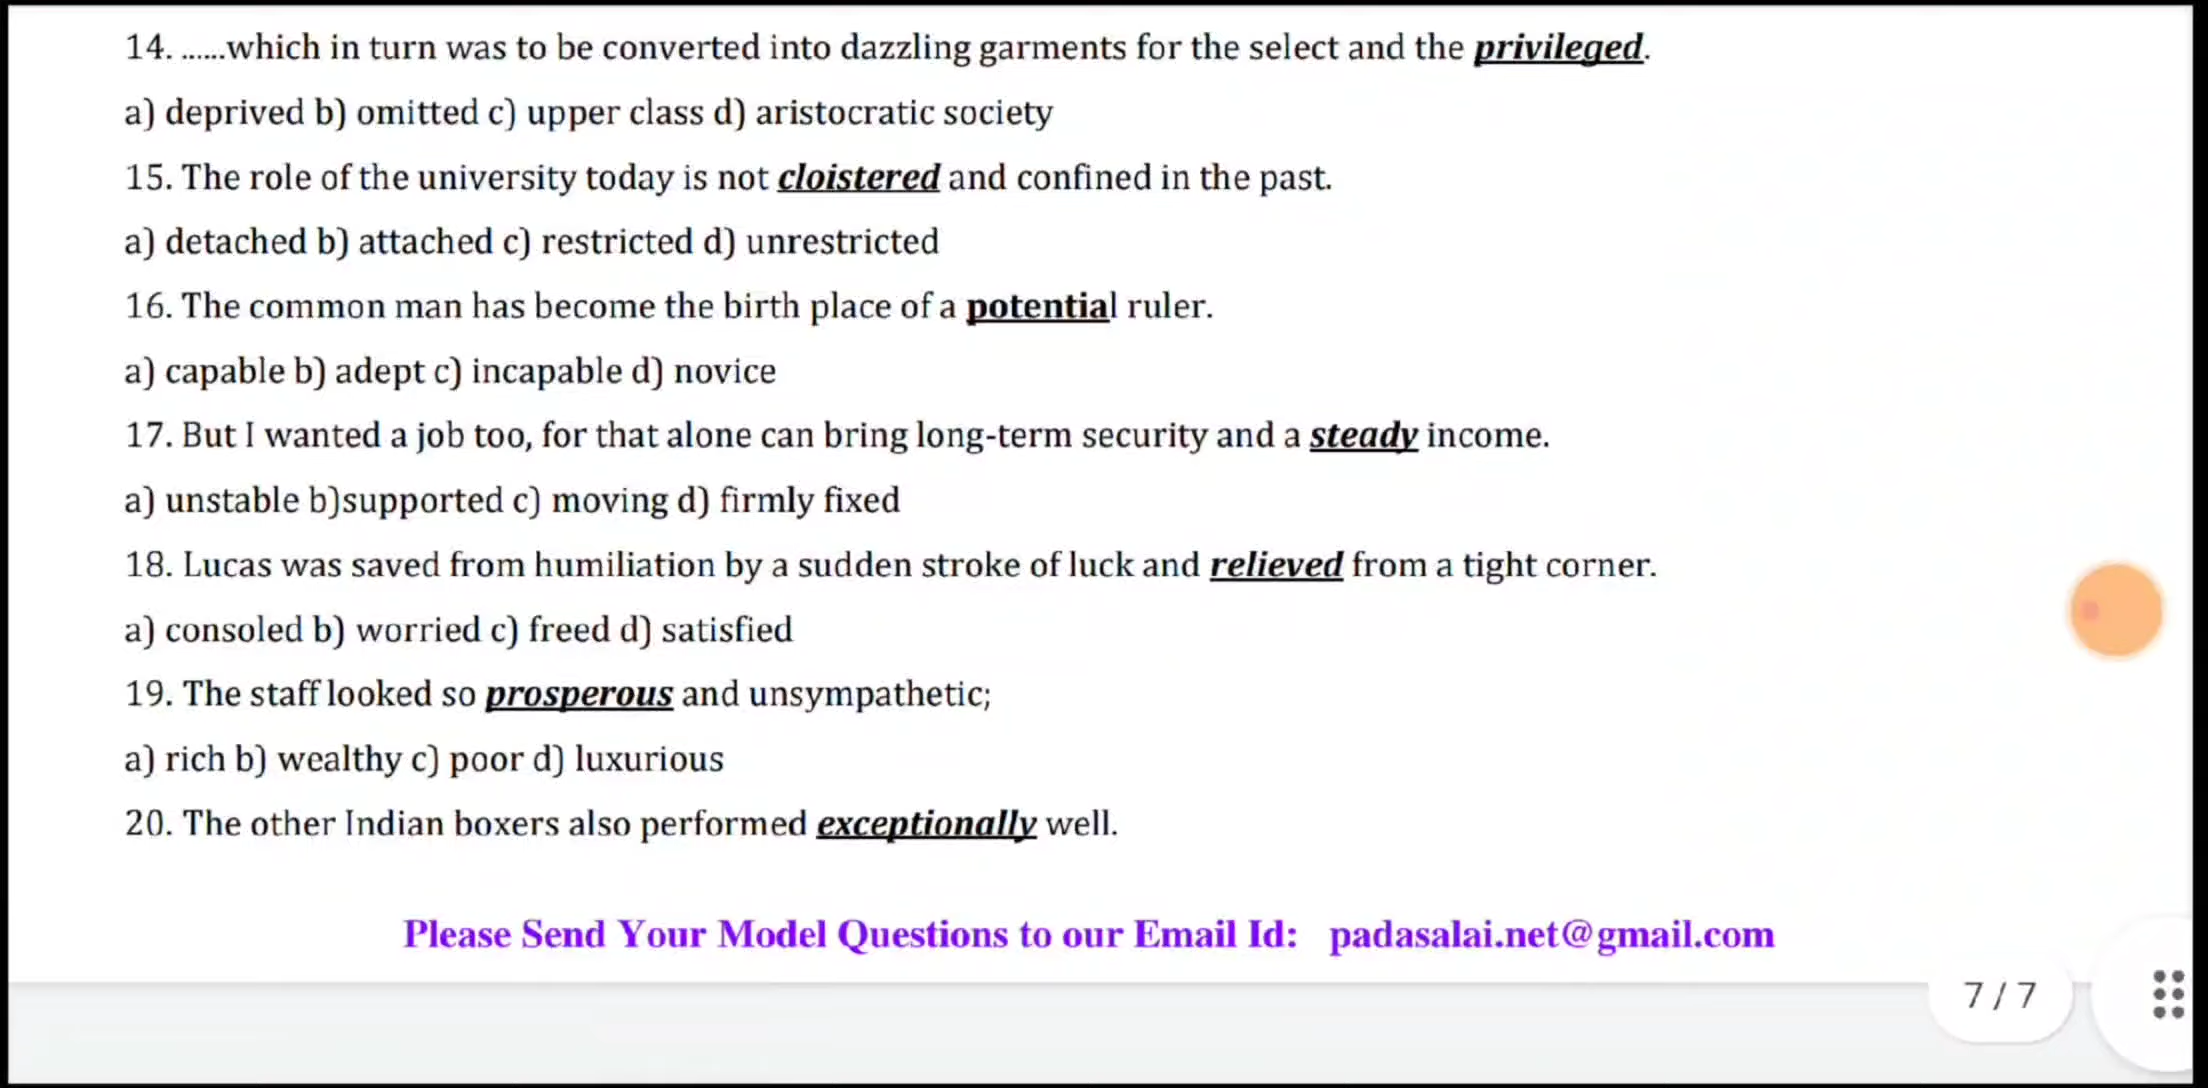 14. ......which in turn was to be converted into dazzling garments for the select and the privileged.
a) deprived b) omitted c) upper class d) aristocratic society
15. The role of the university today is not cloistered and confined in the past.
a) detached b) attached c) restricted d) unrestricted
16. The common man has become the birth place of a potential ruler.
a) capable b) adept c) incapable d) novice
17. But I wanted a job too, for that alone can bring long-term security and a steady income.
a) unstable b)supported c) moving d) firmly fixed
18. Lucas was saved from humiliation by a sudden stroke of luck and relieved from a tight corner.
a) consoled b) worried c) freed d) satisfied
19. The staff looked so prosperous and unsympathetic;
a) rich b) wealthy c) poor d) luxurious
20. The other Indian boxers also performed exceptionally well.
Please Send Your Model Questions to our Email Id: padasalai.net@gmail.com
7 / 7